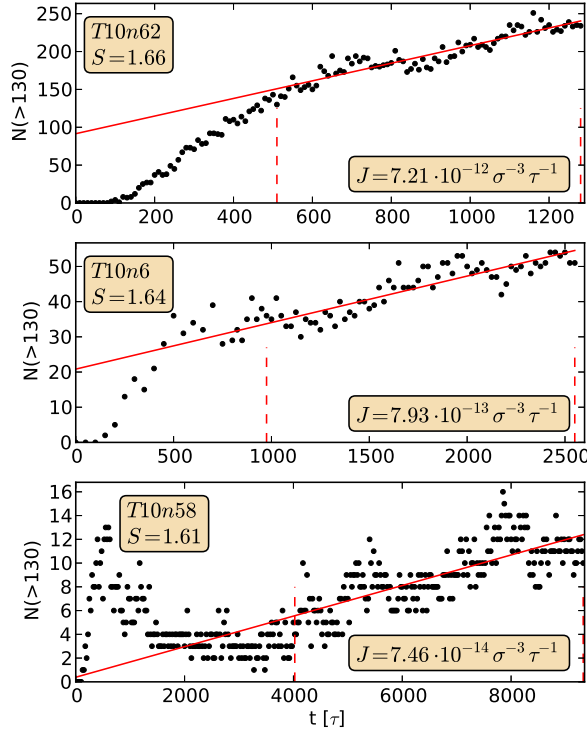 250
200
150
100
50
0
N(>130)
T10n62
S = 1.66
J = 7.21 · 10^{-12} σ^{-3} τ^{-1}
0 200 400 600 800 1000 1200
50
40
30
20
10
0
N(>130)
T10n6
S = 1.64
J = 7.93 · 10^{-13} σ^{-3} τ^{-1}
0 500 1000 1500 2000 2500
16
14
12
10
8
6
4
2
0
N(>130)
T10n58
S = 1.61
J = 7.46 · 10^{-14} σ^{-3} τ^{-1}
0 2000 4000 6000 8000
t [τ]